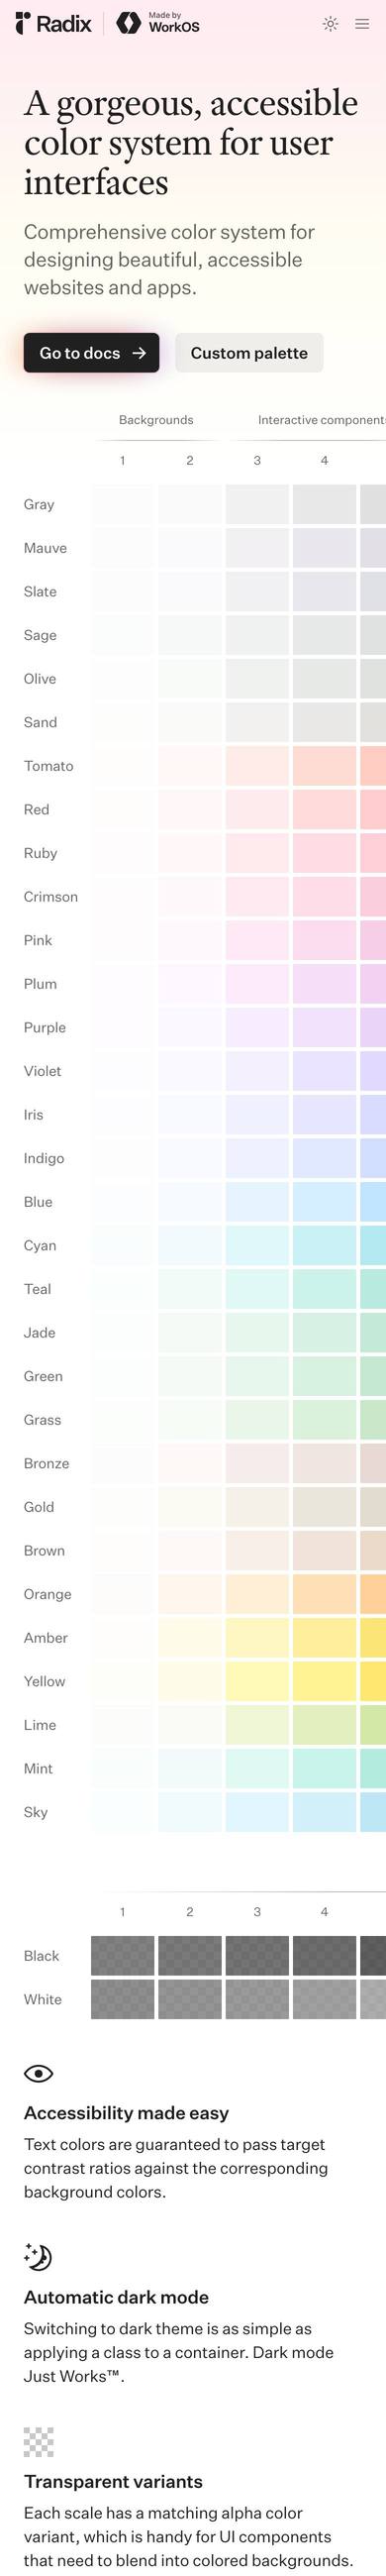 Radix
Made by
WorkOS
A gorgeous, accessible
color system for user
interfaces
Comprehensive color system for
designing beautiful, accessible
websites and apps.
Go to docs →
Custom palette
Backgrounds
Interactive components
1 2 3 4
Gray
Mauve
Slate
Sage
Olive
Sand
Tomato
Red
Ruby
Crimson
Pink
Plum
Purple
Violet
Iris
Indigo
Blue
Cyan
Teal
Jade
Green
Grass
Bronze
Gold
Brown
Orange
Amber
Yellow
Lime
Mint
Sky
1 2 3 4
Black
White
Accessibility made easy
Text colors are guaranteed to pass target
contrast ratios against the corresponding
background colors.
Automatic dark mode
Switching to dark theme is as simple as
applying a class to a container. Dark mode
Just Works™.
Transparent variants
Each scale has a matching alpha color
variant, which is handy for UI components
that need to blend into colored backgrounds.